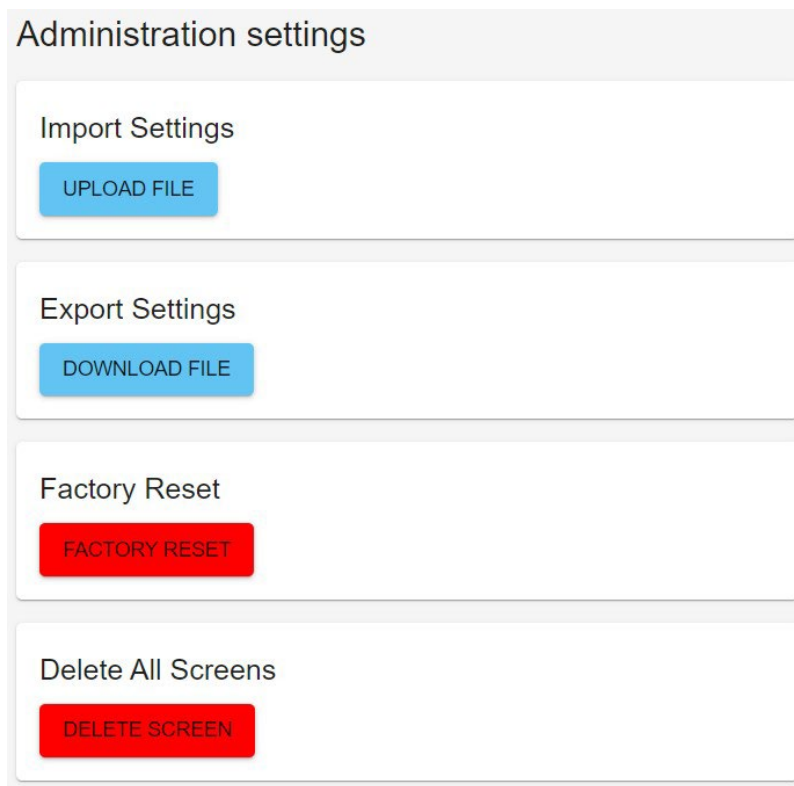 Administration settings
Import Settings
UPLOAD FILE
Export Settings
DOWNLOAD FILE
Factory Reset
FACTORY RESET
Delete All Screens
DELETE SCREEN